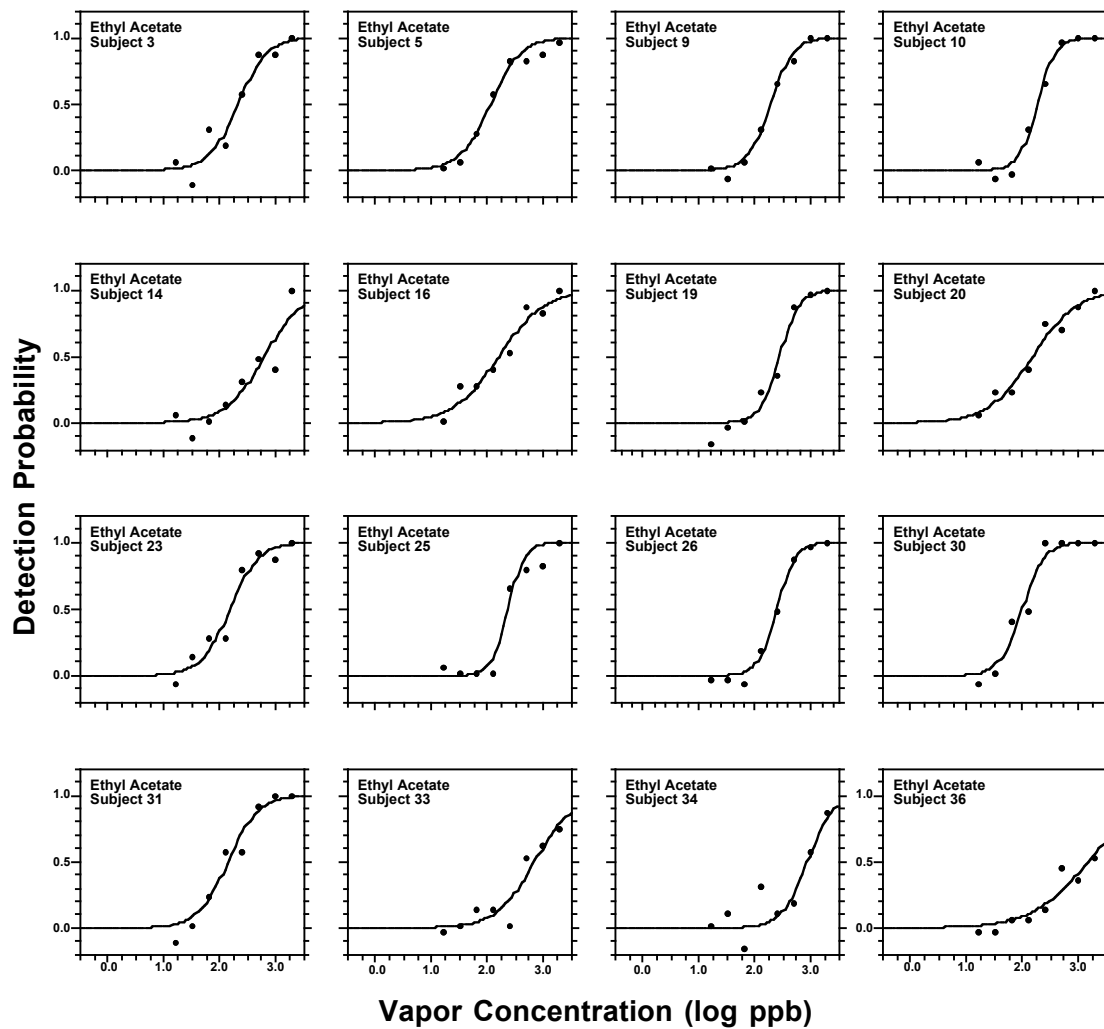 Ethyl Acetate
Subject 3
Ethyl Acetate
Subject 5
Ethyl Acetate
Subject 9
Ethyl Acetate
Subject 10
1.0
0.5
0.0
Ethyl Acetate
Subject 14
Ethyl Acetate
Subject 16
Ethyl Acetate
Subject 19
Ethyl Acetate
Subject 20
1.0
0.5
0.0
Detection Probability
Ethyl Acetate
Subject 23
Ethyl Acetate
Subject 25
Ethyl Acetate
Subject 26
Ethyl Acetate
Subject 30
1.0
0.5
0.0
Ethyl Acetate
Subject 31
Ethyl Acetate
Subject 33
Ethyl Acetate
Subject 34
Ethyl Acetate
Subject 36
1.0 1.0
0.5 0.5
0.0 0.0
0.0 1.0 2.0 3.0 0.0 1.0 2.0 3.0 0.0 1.0 2.0 3.0 0.0 1.0 2.0 3.0
Vapor Concentration (log ppb)